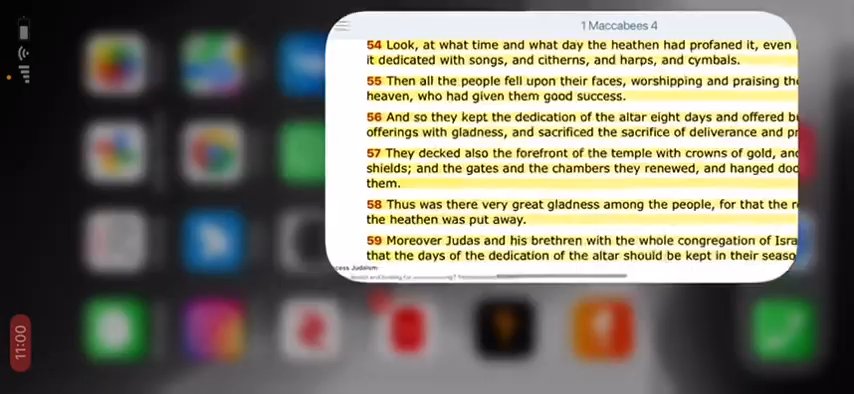 1 Maccabees 4
54 Look, at what time and what day the heathen had profaned it, even
it dedicated with songs, and citherns, and harps, and cymbals.
55 Then all the people fell upon their faces, worshipping and praising the
heaven, who had given them good success.
56 And so they kept the dedication of the altar eight days and offered
offerings with gladness, and sacrificed the sacrifice of deliverance and
57 They decked also the forefront of the temple with crowns of gold, and
shields; and the gates and the chambers they renewed, and hanged
them.
58 Thus was there very great gladness among the people, for that the
the heathen was put away.
59 Moreover Judas and his brethren with the whole congregation of
that the days of the dedication of the altar should be kept in their
cess Judaism
11:00